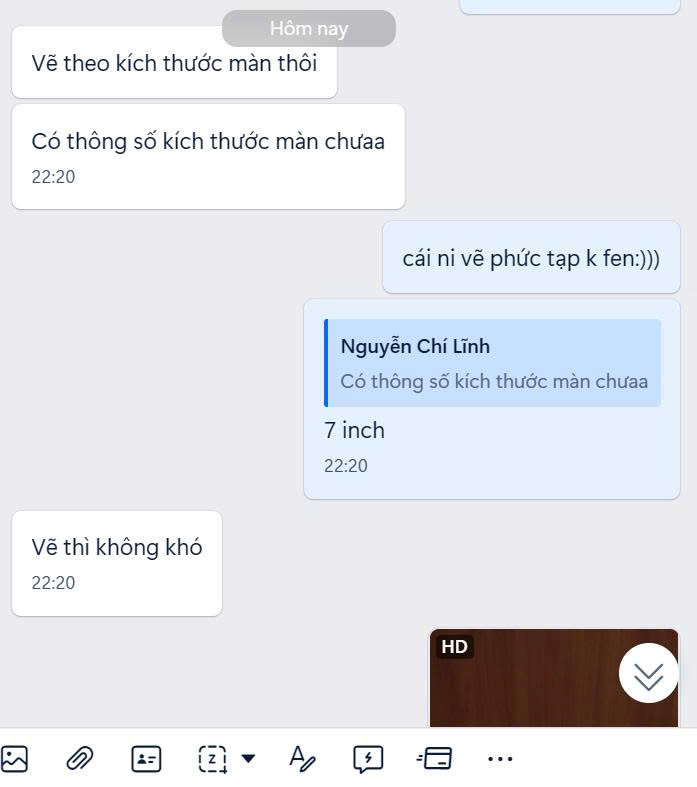 Hôm nay
Vẽ theo kích thước màn thôi
Có thông số kích thước màn chưaa
22:20
cái ni vẽ phức tạp k fen:)))
Nguyễn Chí Lĩnh
Có thông số kích thước màn chưaa
7 inch
22:20
Vẽ thì không khó
22:20
HD